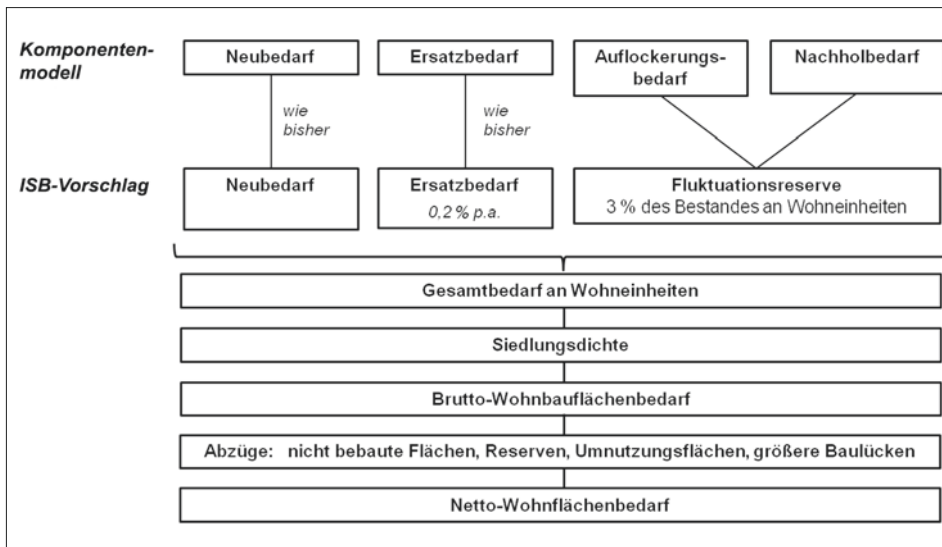 Komponenten-
modell
Neubedarf
Ersatzbedarf
Auflockerungs-
bedarf
Nachholbedarf
wie
bisher
wie
bisher
ISB-Vorschlag
Neubedarf
Ersatzbedarf
0,2 % p.a.
Fluktuationsreserve
3 % des Bestandes an Wohneinheiten
Gesamtbedarf an Wohneinheiten
Siedlungsdichte
Brutto-Wohnbauflächenbedarf
Abzüge: nicht bebaute Flächen, Reserven, Umnutzungsflächen, größere Baulücken
Netto-Wohnflächenbedarf